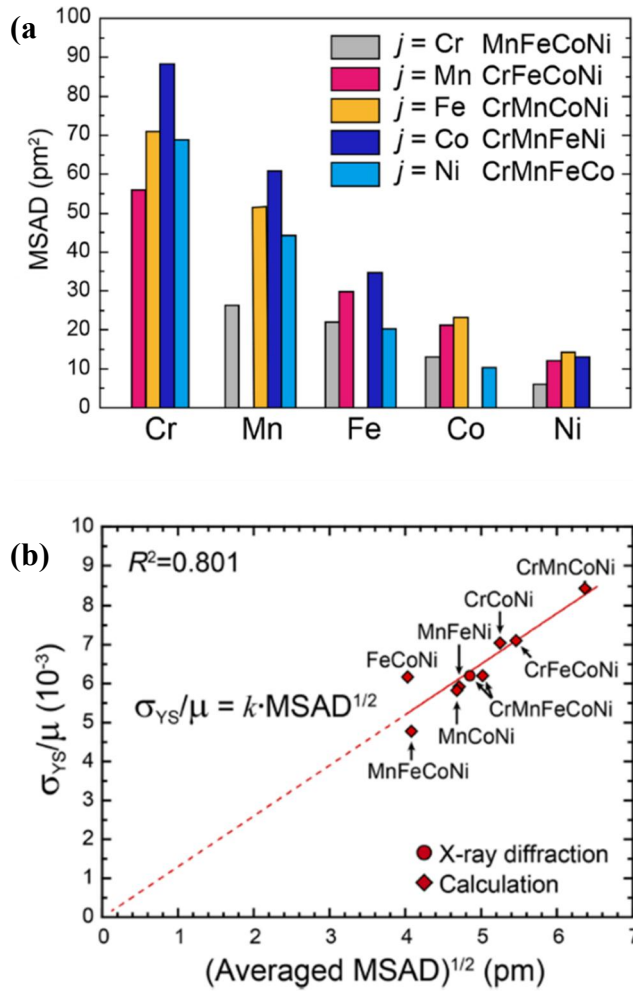 (a
MSAD (pm²)
100
90
80
70
60
50
40
30
20
10
0
j = Cr MnFeCoNi
j = Mn CrFeCoNi
j = Fe CrMnCoNi
j = Co CrMnFeNi
j = Ni CrMnFeCo
Cr Mn Fe Co Ni
(b)
σYS/μ (10⁻³)
10
9
8
7
6
5
4
3
2
1
0
R²=0.801
CrMnCoNi
CrCoNi
MnFeNi
FeCoNi
CrFeCoNi
σYS/μ = k·MSAD^1/2
CrMnFeCoNi
MnCoNi
MnFeCoNi
X-ray diffraction
Calculation
0 1 2 3 4 5 6 7
(Averaged MSAD)^1/2 (pm)